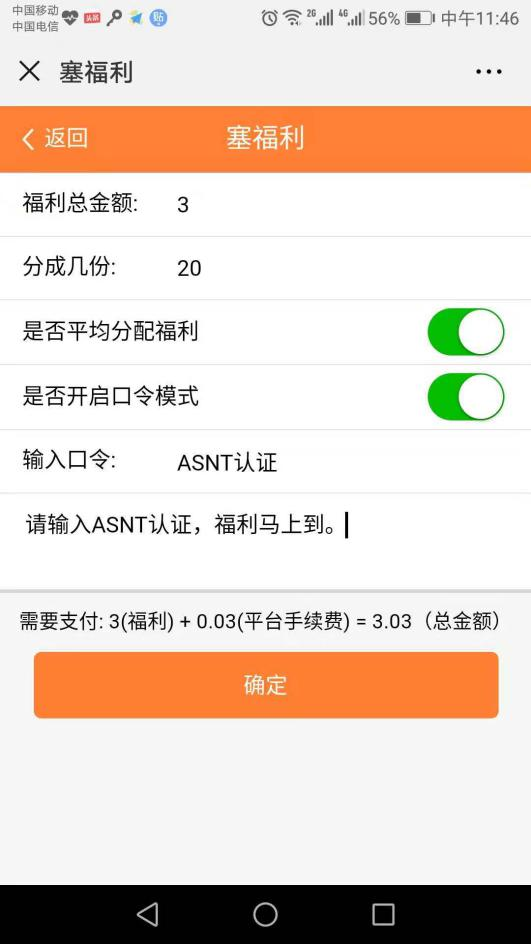 中国移动
中国电信
头条
贴
2G
4G
56%
中午11:46
塞福利
返回
塞福利
福利总金额: 3
分成几份: 20
是否平均分配福利
是否开启口令模式
输入口令: ASNT认证
请输入ASNT认证，福利马上到。
需要支付: 3(福利) + 0.03(平台手续费) = 3.03（总金额）
确定